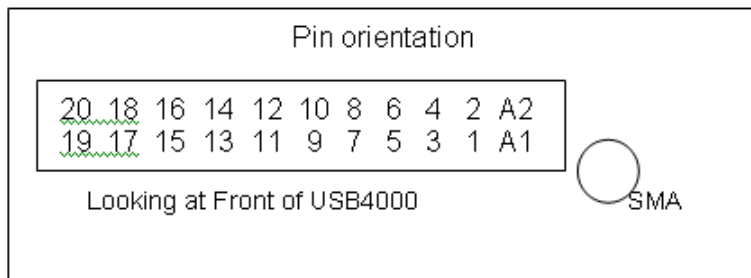 Pin orientation
20 18 16 14 12 10 8 6 4 2 A2
19 17 15 13 11 9 7 5 3 1 A1
Looking at Front of USB4000
SMA